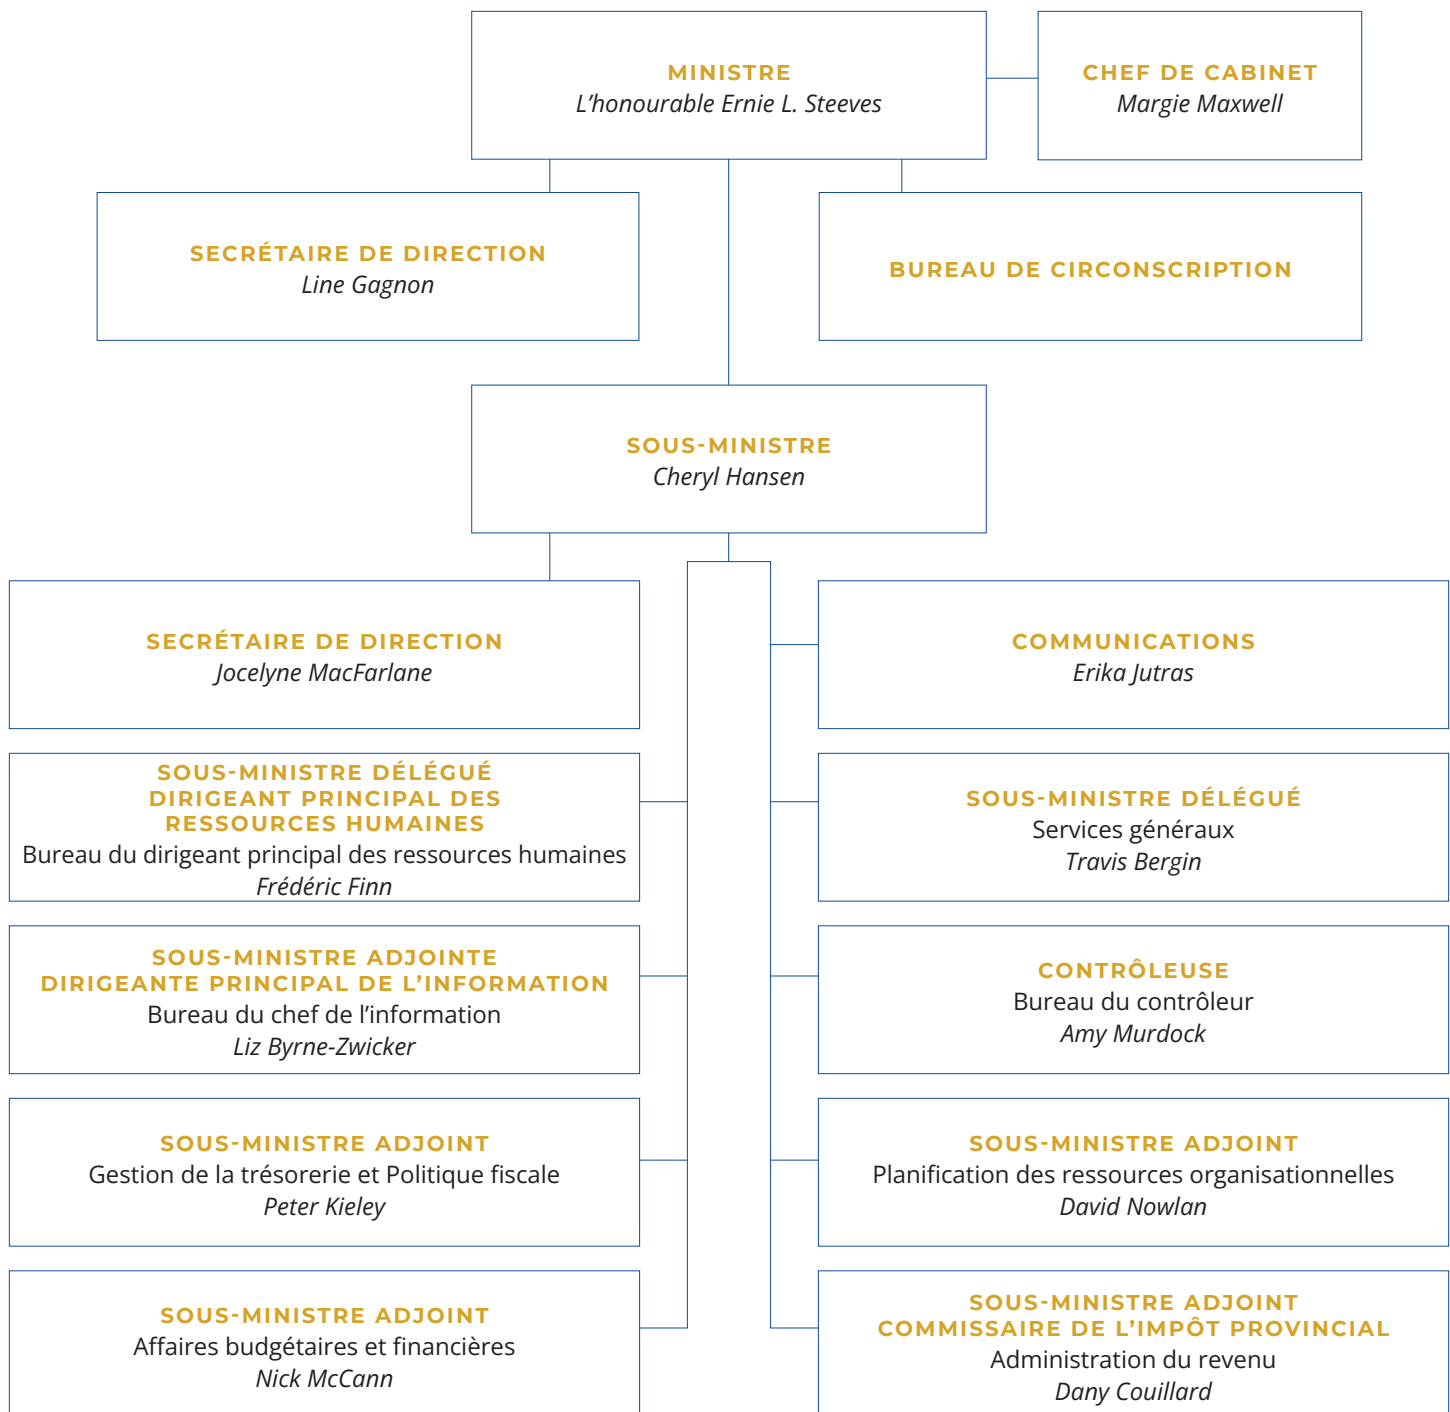 MINISTRE
L’honourable Ernie L. Steeves
CHEF DE CABINET
Margie Maxwell
SECRÉTAIRE DE DIRECTION
Line Gagnon
BUREAU DE CIRCONSCRIPTION
SOUS-MINISTRE
Cheryl Hansen
SECRÉTAIRE DE DIRECTION
Jocelyne MacFarlane
COMMUNICATIONS
Erika Jutras
SOUS-MINISTRE DÉLÉGUÉ
DIRIGEANT PRINCIPAL DES
RESSOURCES HUMAINES
Bureau du dirigeant principal des ressources humaines
Frédéric Finn
SOUS-MINISTRE DÉLÉGUÉ
Services généraux
Travis Bergin
SOUS-MINISTRE ADJOINTE
DIRIGEANTE PRINCIPAL DE L’INFORMATION
Bureau du chef de l’information
Liz Byrne-Zwicker
CONTRÔLEUSE
Bureau du contrôleur
Amy Murdock
SOUS-MINISTRE ADJOINT
Gestion de la trésorerie et Politique fiscale
Peter Kieley
SOUS-MINISTRE ADJOINT
Planification des ressources organisationnelles
David Nowlan
SOUS-MINISTRE ADJOINT
Affaires budgétaires et financières
Nick McCann
SOUS-MINISTRE ADJOINT
COMMISSAIRE DE L’IMPÔT PROVINCIAL
Administration du revenu
Dany Couillard